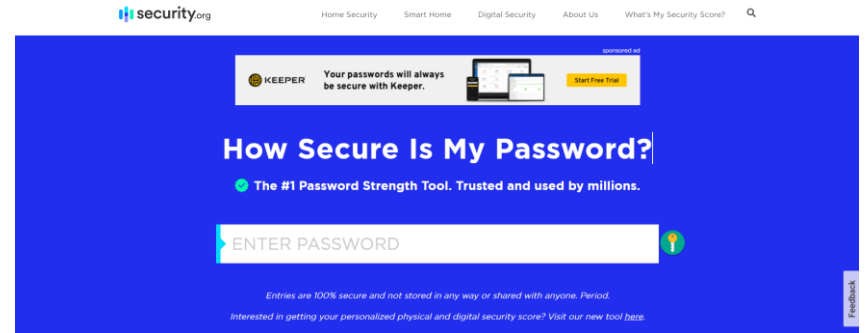 security.org
Home Security Smart Home Digital Security About Us What's My Security Score?
sponsored ad
KEEPER Your passwords will always be secure with Keeper. Start Free Trial
How Secure Is My Password?
The #1 Password Strength Tool. Trusted and used by millions.
ENTER PASSWORD
Entries are 100% secure and not stored in any way or shared with anyone. Period.
Interested in getting your personalized physical and digital security score? Visit our new tool here.
Feedback